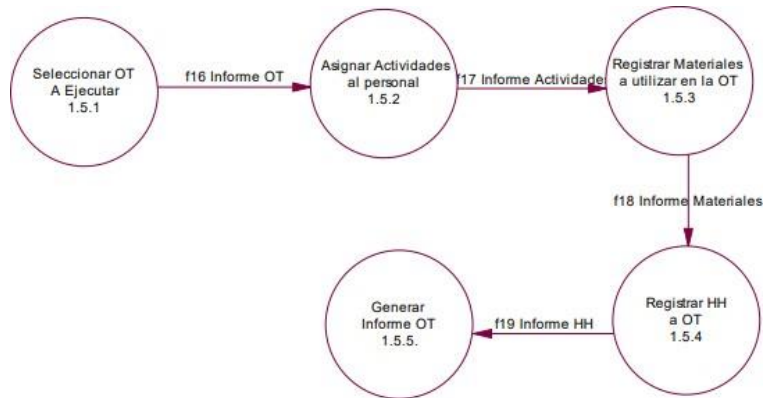 Seleccionar OT
A Ejecutar
1.5.1
f16 Informe OT
Asignar Actividades
al personal
1.5.2
f17 Informe Actividades
Registrar Materiales
a utilizar en la OT
1.5.3
f18 Informe Materiales
Registrar HH
a OT
1.5.4
f19 Informe HH
Generar
Informe OT
1.5.5.